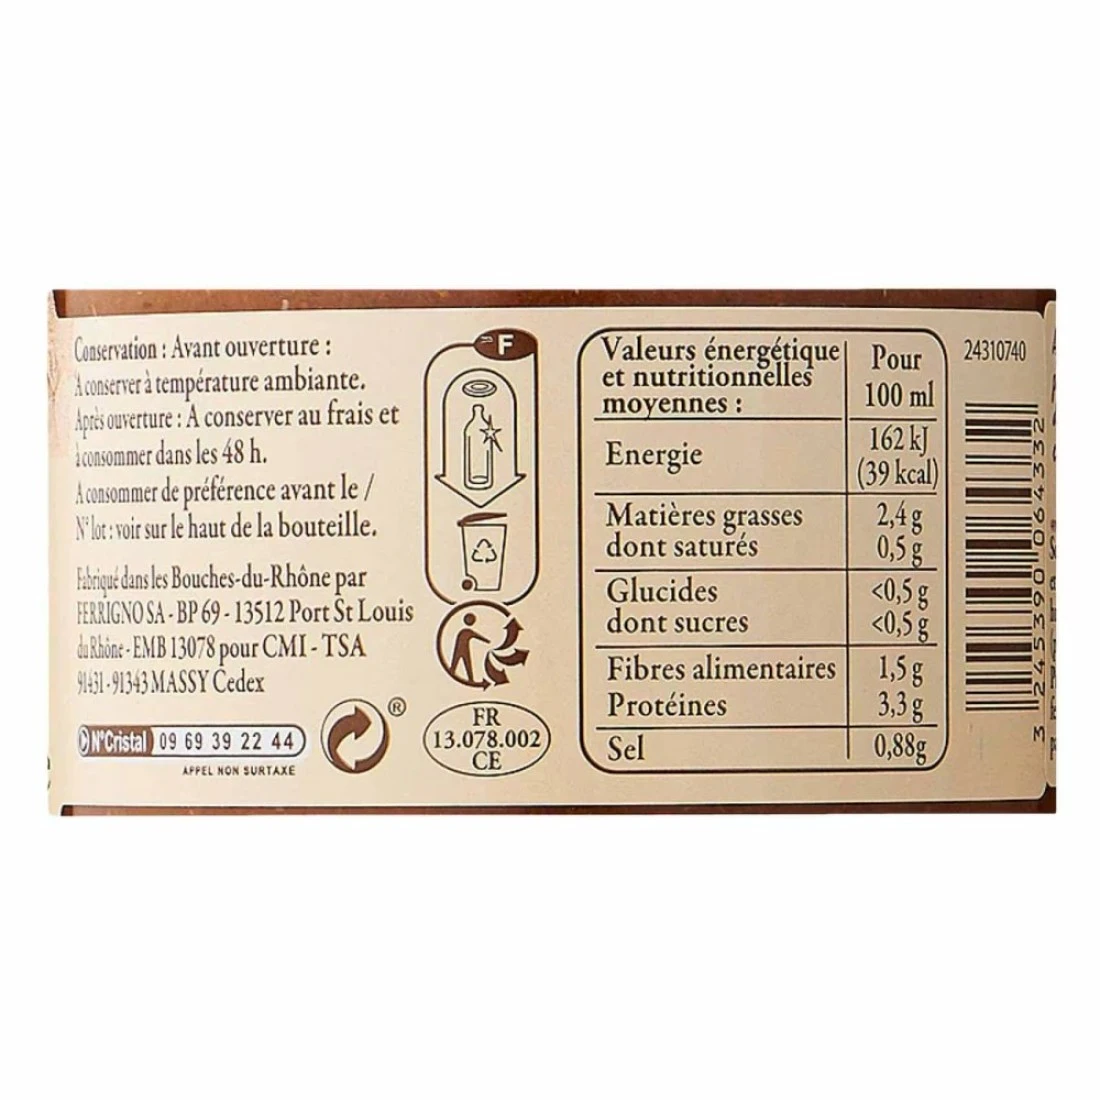 Conservation : Avant ouverture :
A conserver à température ambiante.
Après ouverture : A conserver au frais et
à consommer dans les 48 h.
A consommer de préférence avant le /
N° lot : voir sur le haut de la bouteille.
Fabriqué dans les Bouches-du-Rhône par
FERRIGNO SA - BP 69 - 13512 Port St Louis
du Rhône - EMB 13078 pour CMI - TSA
91431 - 91343 MASSY Cedex
N°Cristal 09 69 39 22 44
APPEL NON SURTAXÉ
®
F
FR
13.078.002
CE
Valeurs énergétique
et nutritionnelles
moyennes :
Pour
100 ml
Energie
162 kJ
(39 kcal)
Matières grasses 2,4 g
dont saturés 0,5 g
Glucides <0,5 g
dont sucres <0,5 g
Fibres alimentaires 1,5 g
Protéines 3,3 g
Sel 0,88g
24310740
3 245390 064332